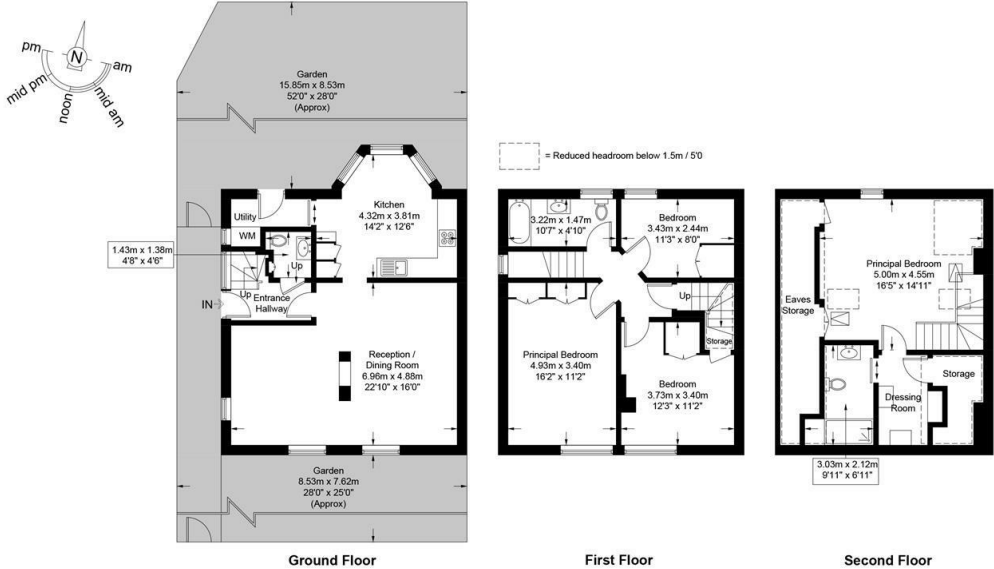 N
pm
am
mid pm
noon
mid am
Garden
15.85m x 8.53m
52'0" x 28'0"
(Approx)
= Reduced headroom below 1.5m / 5'0
Utility
WM
Kitchen
4.32m x 3.81m
14'2" x 12'6"
1.43m x 1.38m
4'8" x 4'6"
Up
Up
IN
Entrance
Hallway
Reception /
Dining Room
6.96m x 4.88m
22'10" x 16'0"
Garden
8.53m x 7.62m
28'0" x 25'0"
(Approx)
Ground Floor
3.22m x 1.47m
10'7" x 4'10"
Bedroom
3.43m x 2.44m
11'3" x 8'0"
Up
Storage
Principal Bedroom
4.93m x 3.40m
16'2" x 11'2"
Bedroom
3.73m x 3.40m
12'3" x 11'2"
First Floor
Principal Bedroom
5.00m x 4.55m
16'5" x 14'11"
Eaves
Storage
Storage
Dressing
Room
3.03m x 2.12m
9'11" x 6'11"
Second Floor